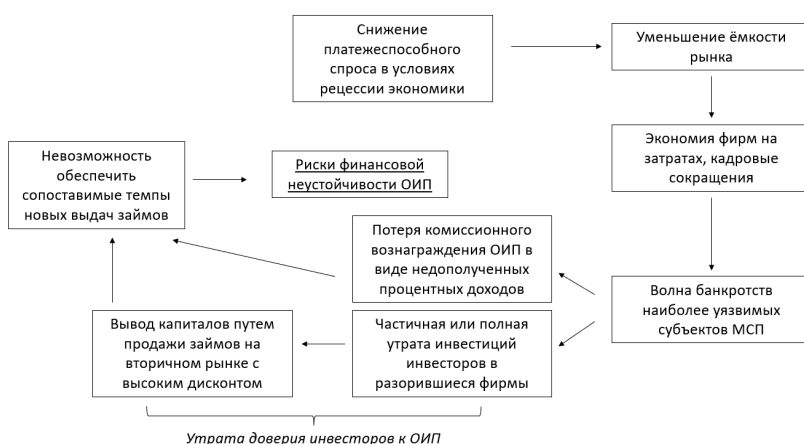 Снижение
платежеспособного
спроса в условиях
рецессии экономики
Уменьшение ёмкости
рынка
Экономия фирм на
затратах, кадровые
сокращения
Невозможность
обеспечить
сопоставимые темпы
новых выдач займов
Риски финансовой
неустойчивости ОИП
Потеря комиссионного
вознаграждения ОИП в
виде недополученных
процентных доходов
Волна банкротств
наиболее уязвимых
субъектов МСП
Вывод капиталов путем
продажи займов на
вторичном рынке с
высоким дисконтом
Частичная или полная
утрата инвестиций
инвесторов в
разорившиеся фирмы
Утрата доверия инвесторов к ОИП